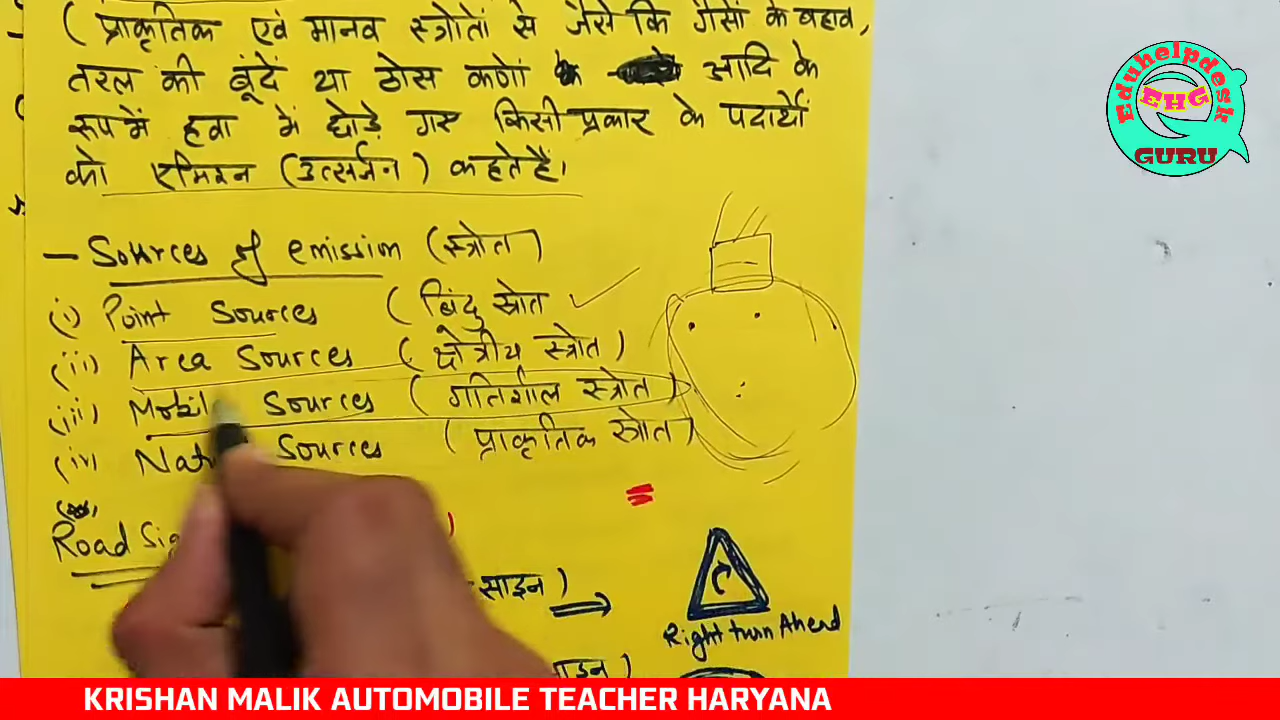 ( प्राकृतिक एवं मानव स्त्रोतों से जैसे कि गैसों के बहाव,
तरल की बूंदें या ठोस कणों के आदि के
रूप में हवा में छोड़े गए किसी प्रकार के पदार्थों
को एमिशन (उत्सर्जन) कहते हैं।
- Sources of emission (स्त्रोत)
(i) Point Sources ( बिंदु स्रोत
(ii) Area Sources ( क्षेत्रीय स्त्रोत )
(iii) Mobil Sources ( गतिशील स्त्रोत )
(iv) Nat Sources ( प्राकृतिक स्त्रोत )
Road Sig
साइन )
Right turn Ahead
साइन )
Eduhelpdesk
EHG
GURU
KRISHAN MALIK AUTOMOBILE TEACHER HARYANA